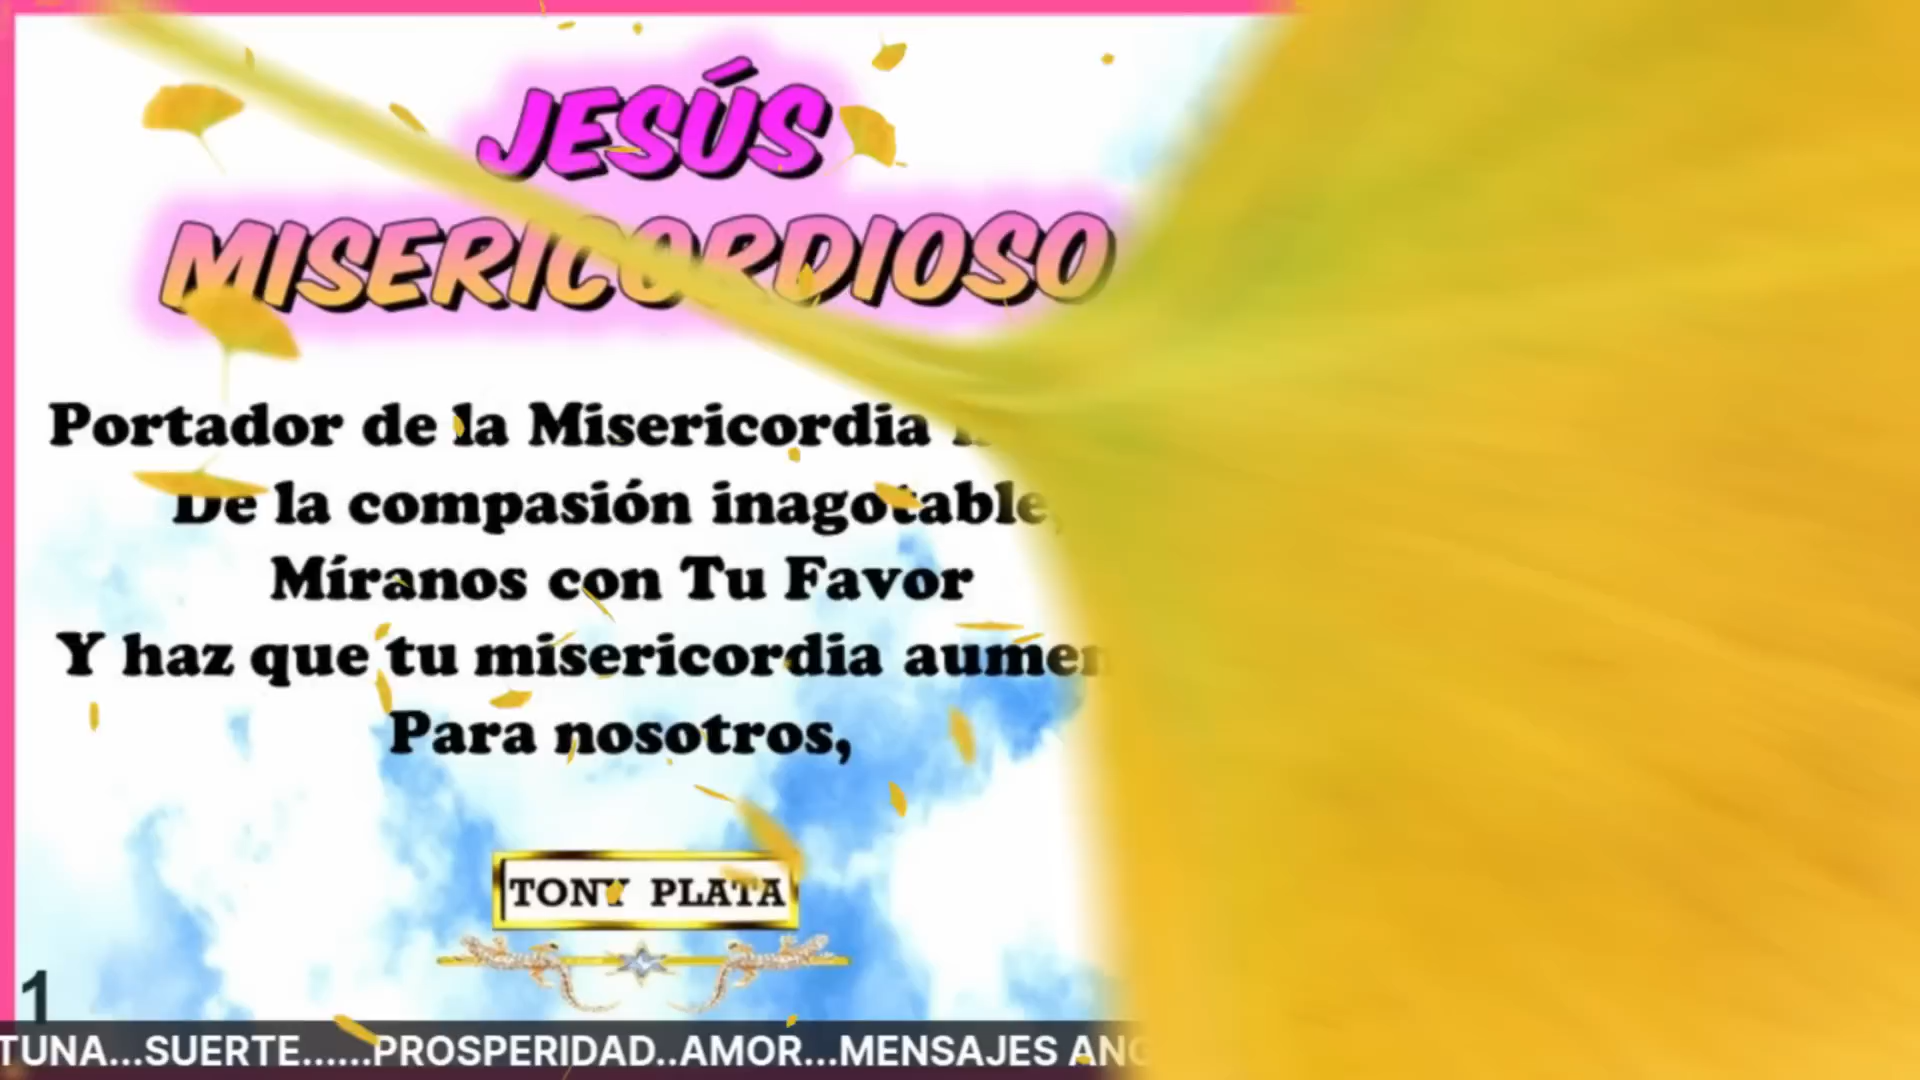 JESÚS
MISERICORDIOSO
Portador de la Misericordia
De la compasión inagotable,
Míranos con Tu Favor
Y haz que tu misericordia
Para nosotros,
TONY PLATA
1
TUNA...SUERTE......PROSPERIDAD..AMOR...MENSAJES